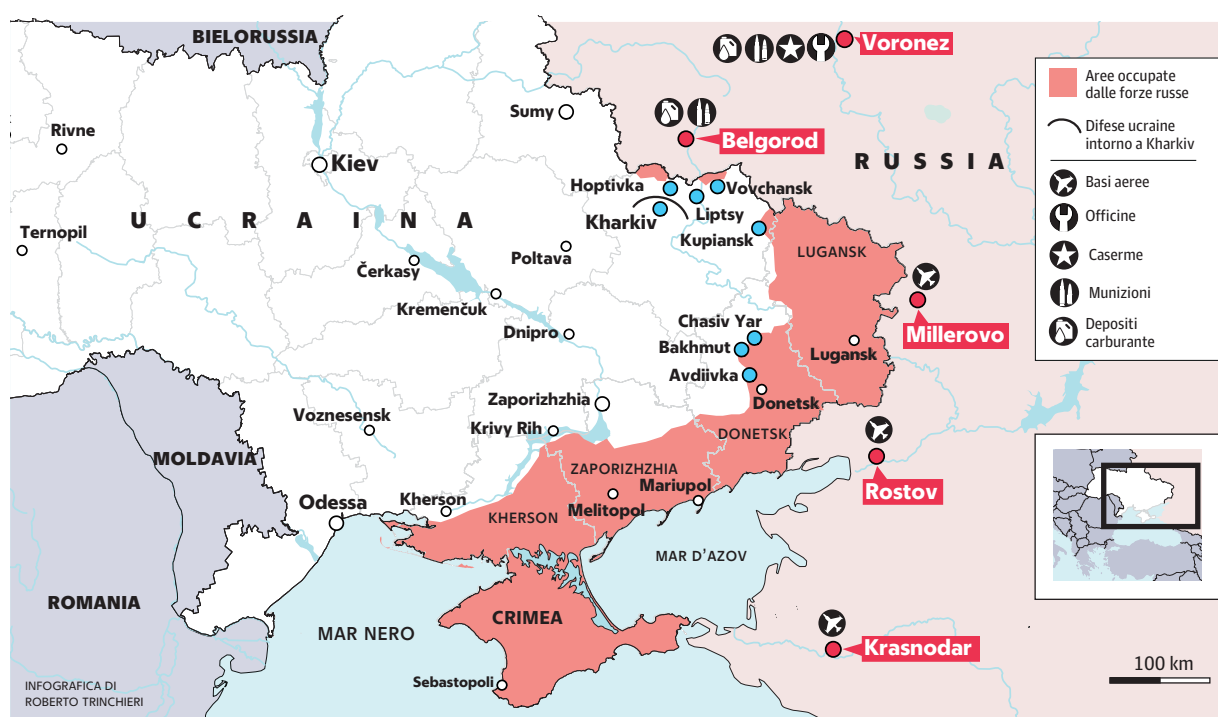 BIELORUSSIA
Voronez
Sumy
Belgorod
Rivne
Kiev
RUSSIA
Hoptivka
Vovchansk
Kharkiv
Liptsy
UCRAINA
Kupiansk
Ternopil
Poltava
LUGANSK
Čerkasy
Kremenčuk
Millerovo
Chasiv Yar
Dnipro
Bakhmut
Lugansk
Avdiivka
Donetsk
Zaporizhzhia
Voznesensk
Krivy Rih
DONETSK
MOLDAVIA
ZAPORIZHZHIA
Rostov
Mariupol
Odessa
Kherson
Melitopol
KHERSON
MAR D'AZOV
ROMANIA
CRIMEA
MAR NERO
Krasnodar
Sebastopoli
100 km
INFOGRAFICA DI
ROBERTO TRINCHIERI
Aree occupate
dalle forze russe
Difese ucraine
intorno a Kharkiv
Basi aeree
Officine
Caserme
Munizioni
Depositi
carburante